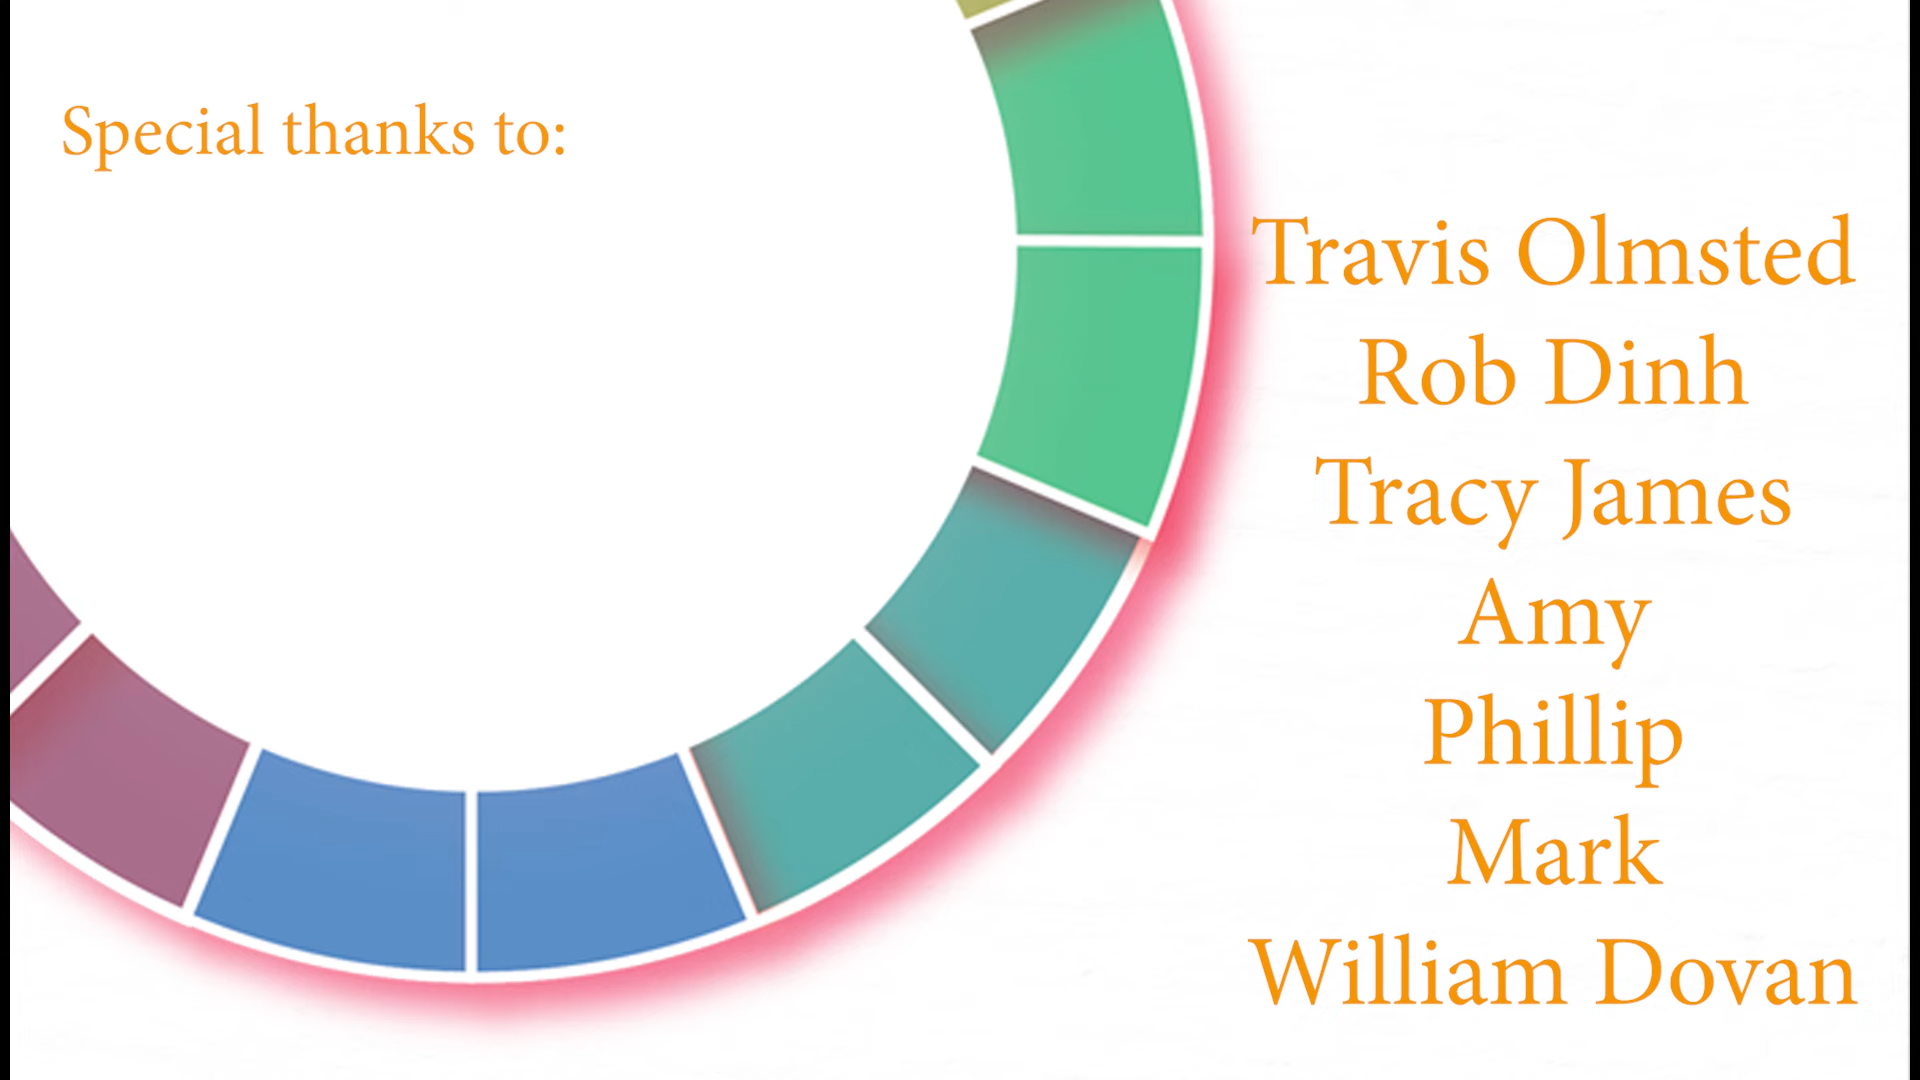 Special thanks to:
Travis Olmsted
Rob Dinh
Tracy James
Amy
Phillip
Mark
William Dovan